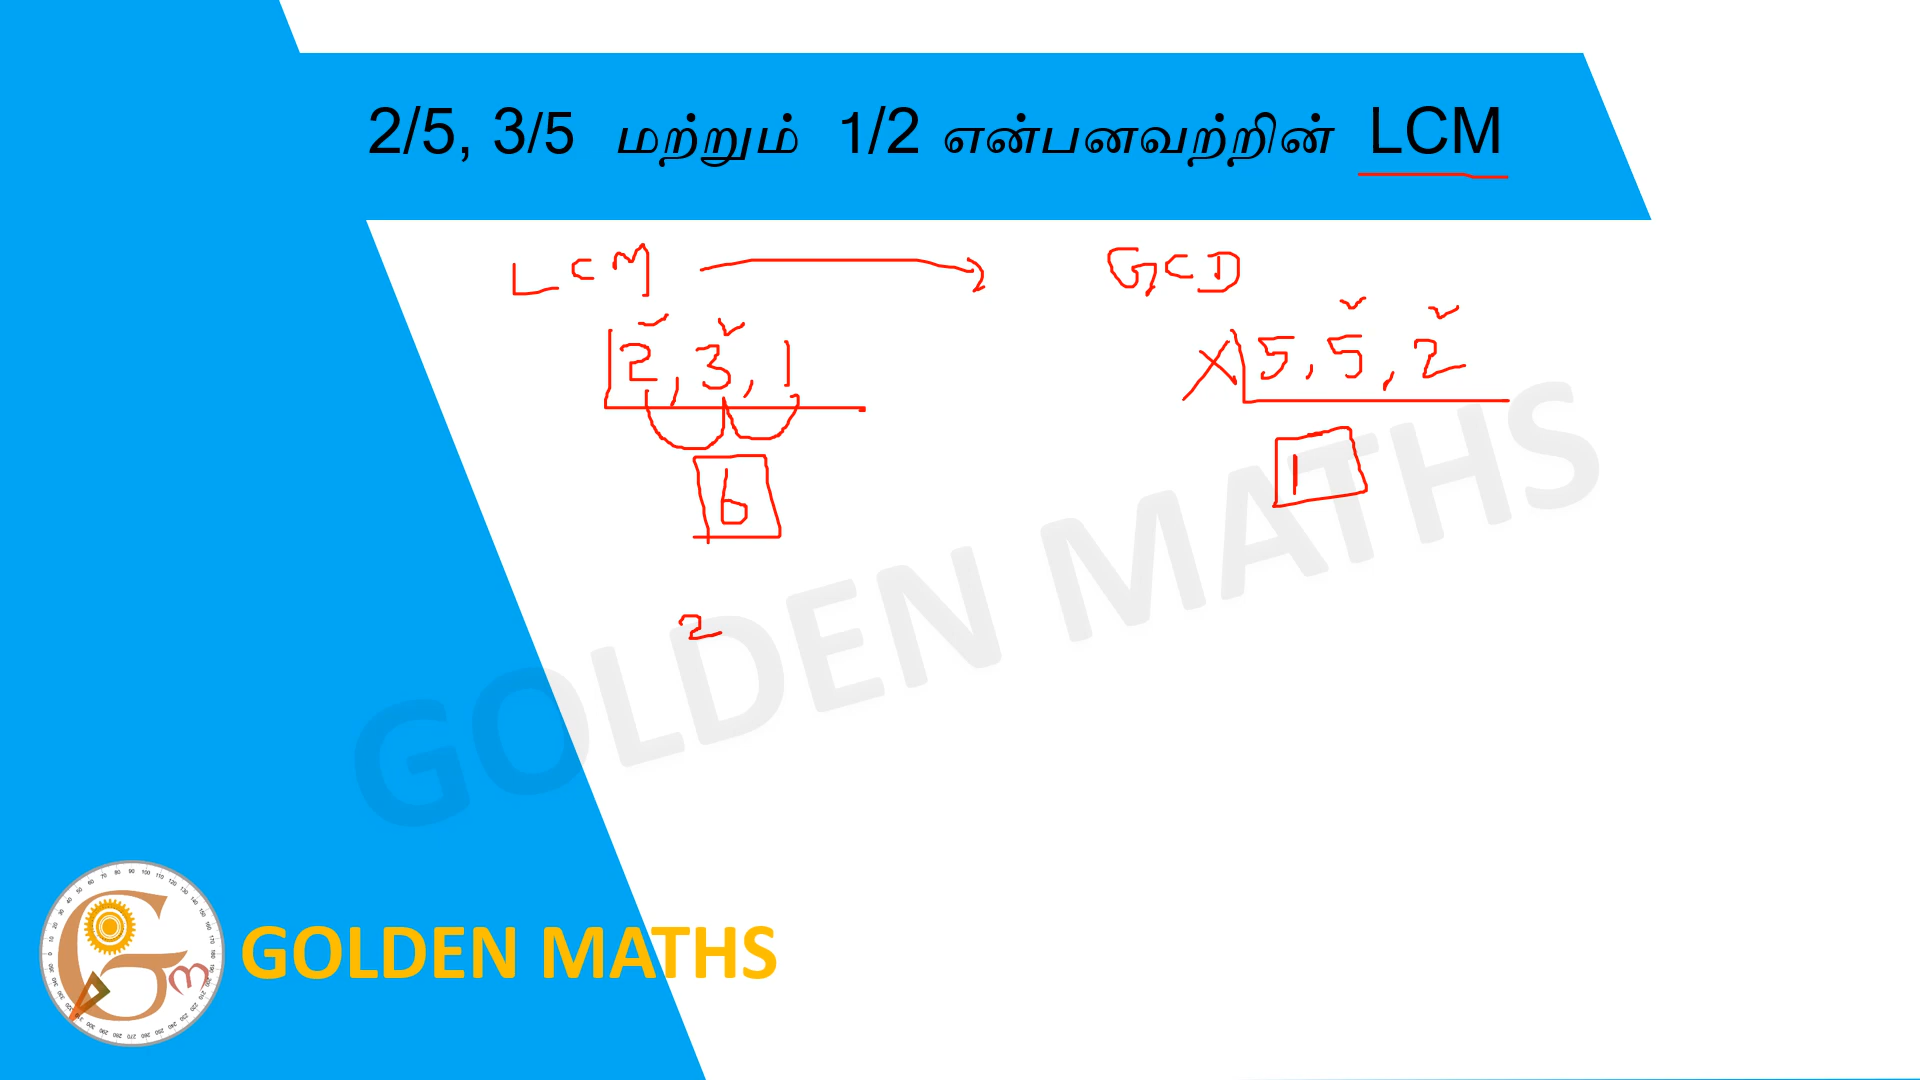 2/5, 3/5 மற்றும் 1/2 என்பனவற்றின் LCM
LCM GCD
2, 3, 1
5, 5, 2
6
1
2
GOLDEN MATHS
GOLDEN MATHS